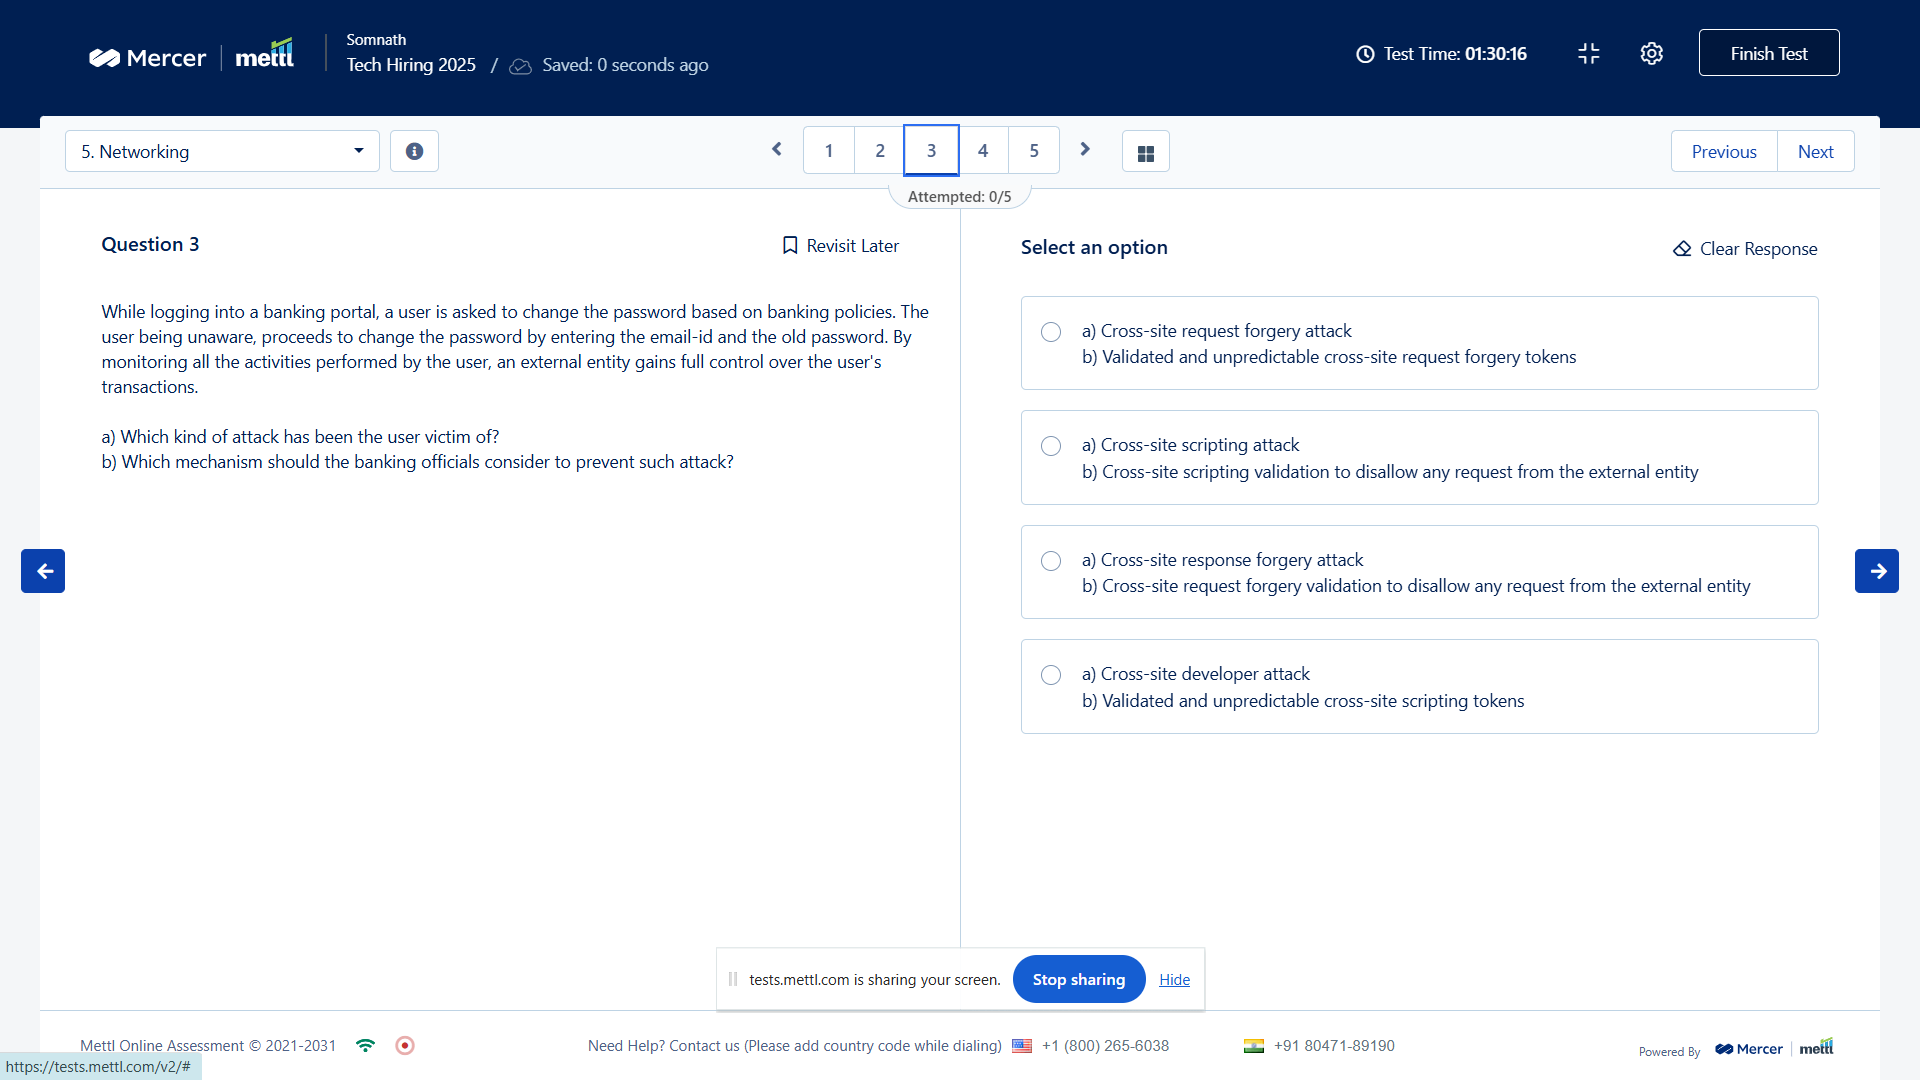 Mercer
mettl
Somnath
Tech Hiring 2025 / Saved: 0 seconds ago
Test Time: 01:30:16
Finish Test
5. Networking
1 2 3 4 5
Previous
Next
Attempted: 0/5
Question 3
Revisit Later
While logging into a banking portal, a user is asked to change the password based on banking policies. The
user being unaware, proceeds to change the password by entering the email-id and the old password. By
monitoring all the activities performed by the user, an external entity gains full control over the user's
transactions.
a) Which kind of attack has been the user victim of?
b) Which mechanism should the banking officials consider to prevent such attack?
Select an option
Clear Response
a) Cross-site request forgery attack
b) Validated and unpredictable cross-site request forgery tokens
a) Cross-site scripting attack
b) Cross-site scripting validation to disallow any request from the external entity
a) Cross-site response forgery attack
b) Cross-site request forgery validation to disallow any request from the external entity
a) Cross-site developer attack
b) Validated and unpredictable cross-site scripting tokens
tests.mettl.com is sharing your screen.
Stop sharing
Hide
Mettl Online Assessment © 2021-2031
Need Help? Contact us (Please add country code while dialing) +1 (800) 265-6038
+91 80471-89190
Powered By Mercer mettl
https://tests.mettl.com/v2/#